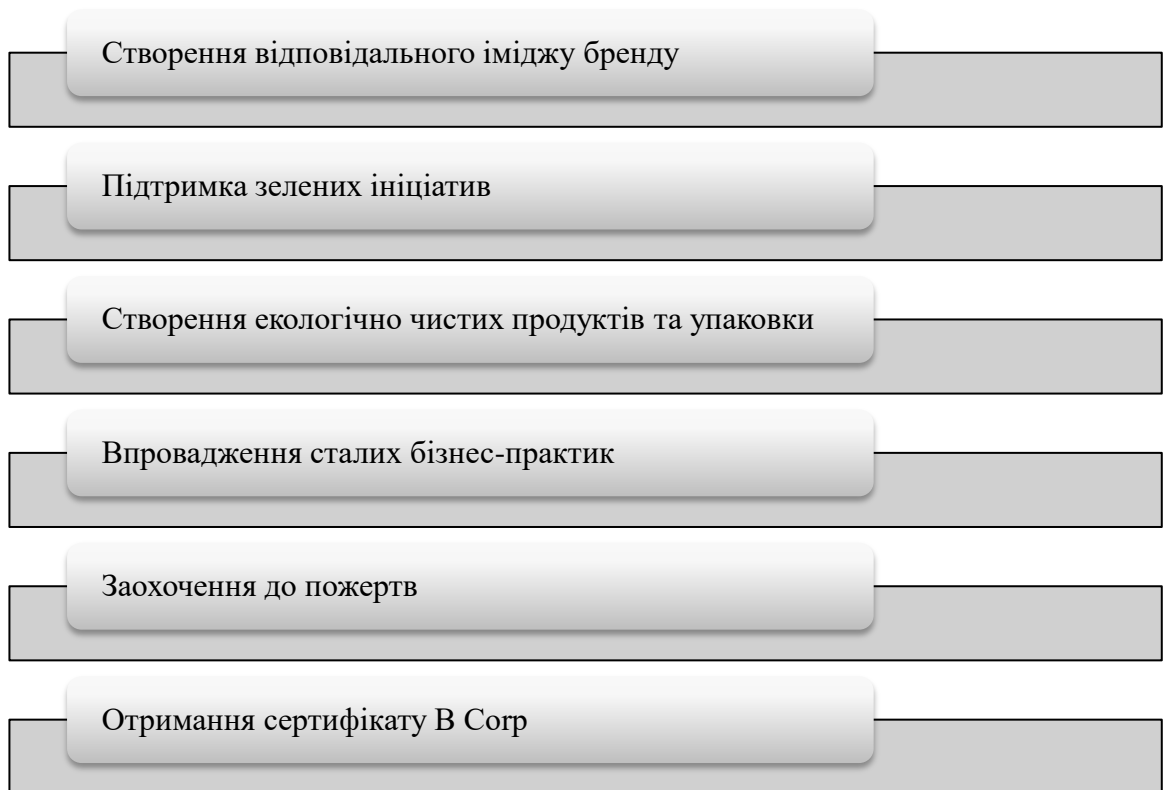 Створення відповідального іміджу бренду
Підтримка зелених ініціатив
Створення екологічно чистих продуктів та упаковки
Впровадження сталих бізнес-практик
Заохочення до пожертв
Отримання сертифікату B Corp